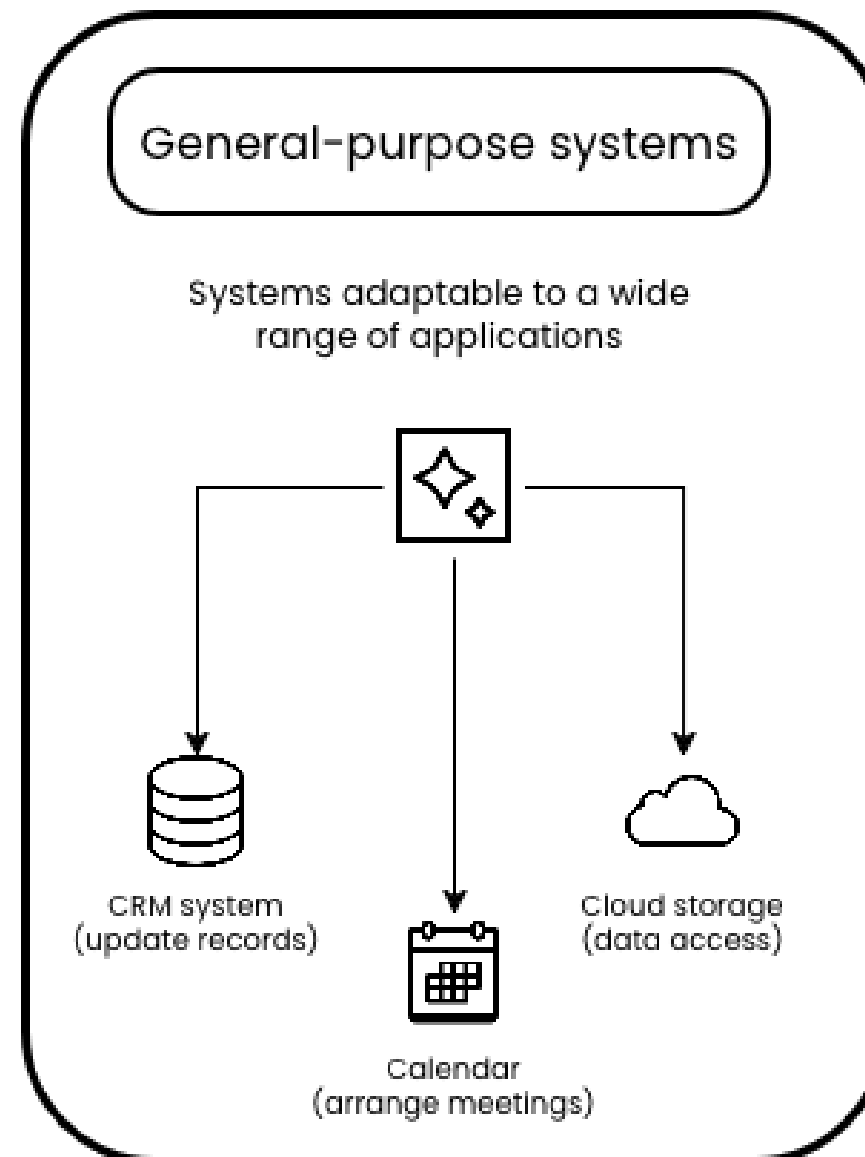 General-purpose systems
Systems adaptable to a wide
range of applications
CRM system
(update records)
Cloud storage
(data access)
Calendar
(arrange meetings)